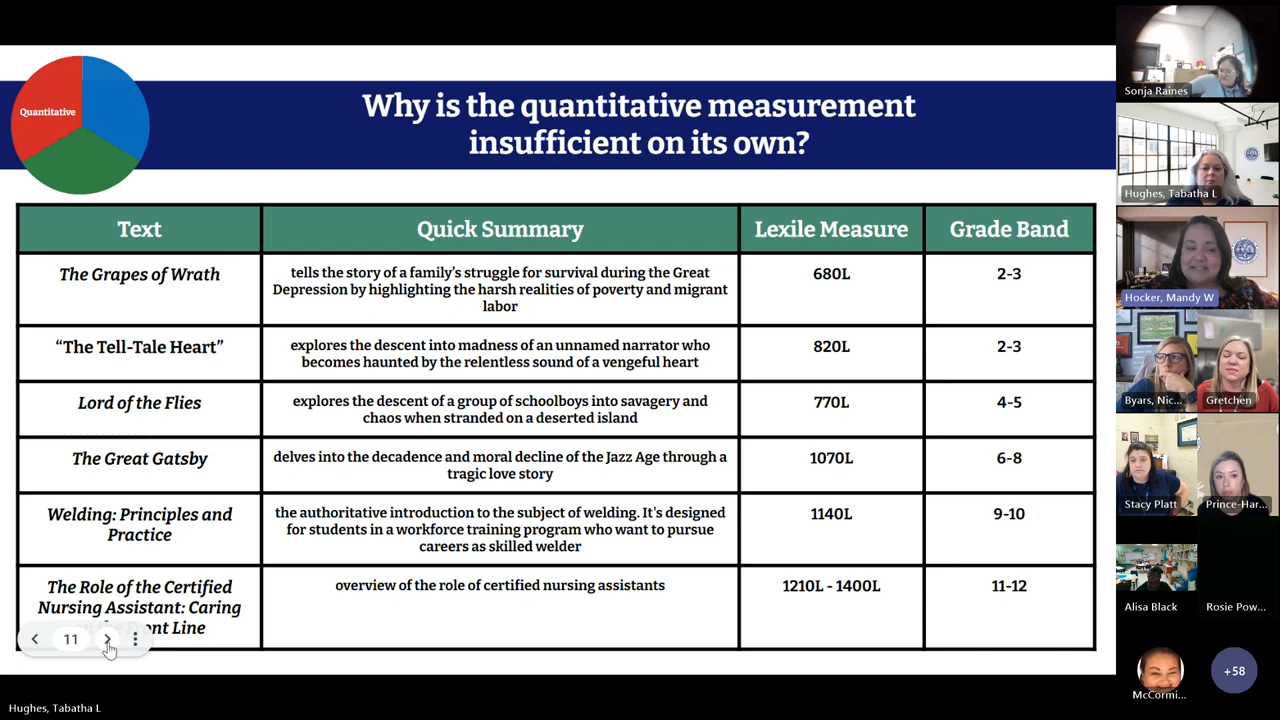 Quantitative
Why is the quantitative measurement
insufficient on its own?
Text
Quick Summary
Lexile Measure
Grade Band
The Grapes of Wrath
tells the story of a family's struggle for survival during the Great
Depression by highlighting the harsh realities of poverty and migrant
labor
680L
2-3
“The Tell-Tale Heart”
explores the descent into madness of an unnamed narrator who
becomes haunted by the relentless sound of a vengeful heart
820L
2-3
Lord of the Flies
explores the descent of a group of schoolboys into savagery and
chaos when stranded on a deserted island
770L
4-5
The Great Gatsby
delves into the decadence and moral decline of the Jazz Age through a
tragic love story
1070L
6-8
Welding: Principles and
Practice
the authoritative introduction to the subject of welding. It's designed
for students in a workforce training program who want to pursue
careers as skilled welder
1140L
9-10
The Role of the Certified
Nursing Assistant: Caring
Front Line
overview of the role of certified nursing assistants
1210L - 1400L
11-12
11
Hughes, Tabatha L
Sonja Raines
Hughes, Tabatha L
Hocker, Mandy W
Byars, Nic...
Gretchen
Stacy Platt
Prince-Har...
Alisa Black
Rosie Pow...
McCormi...
+58